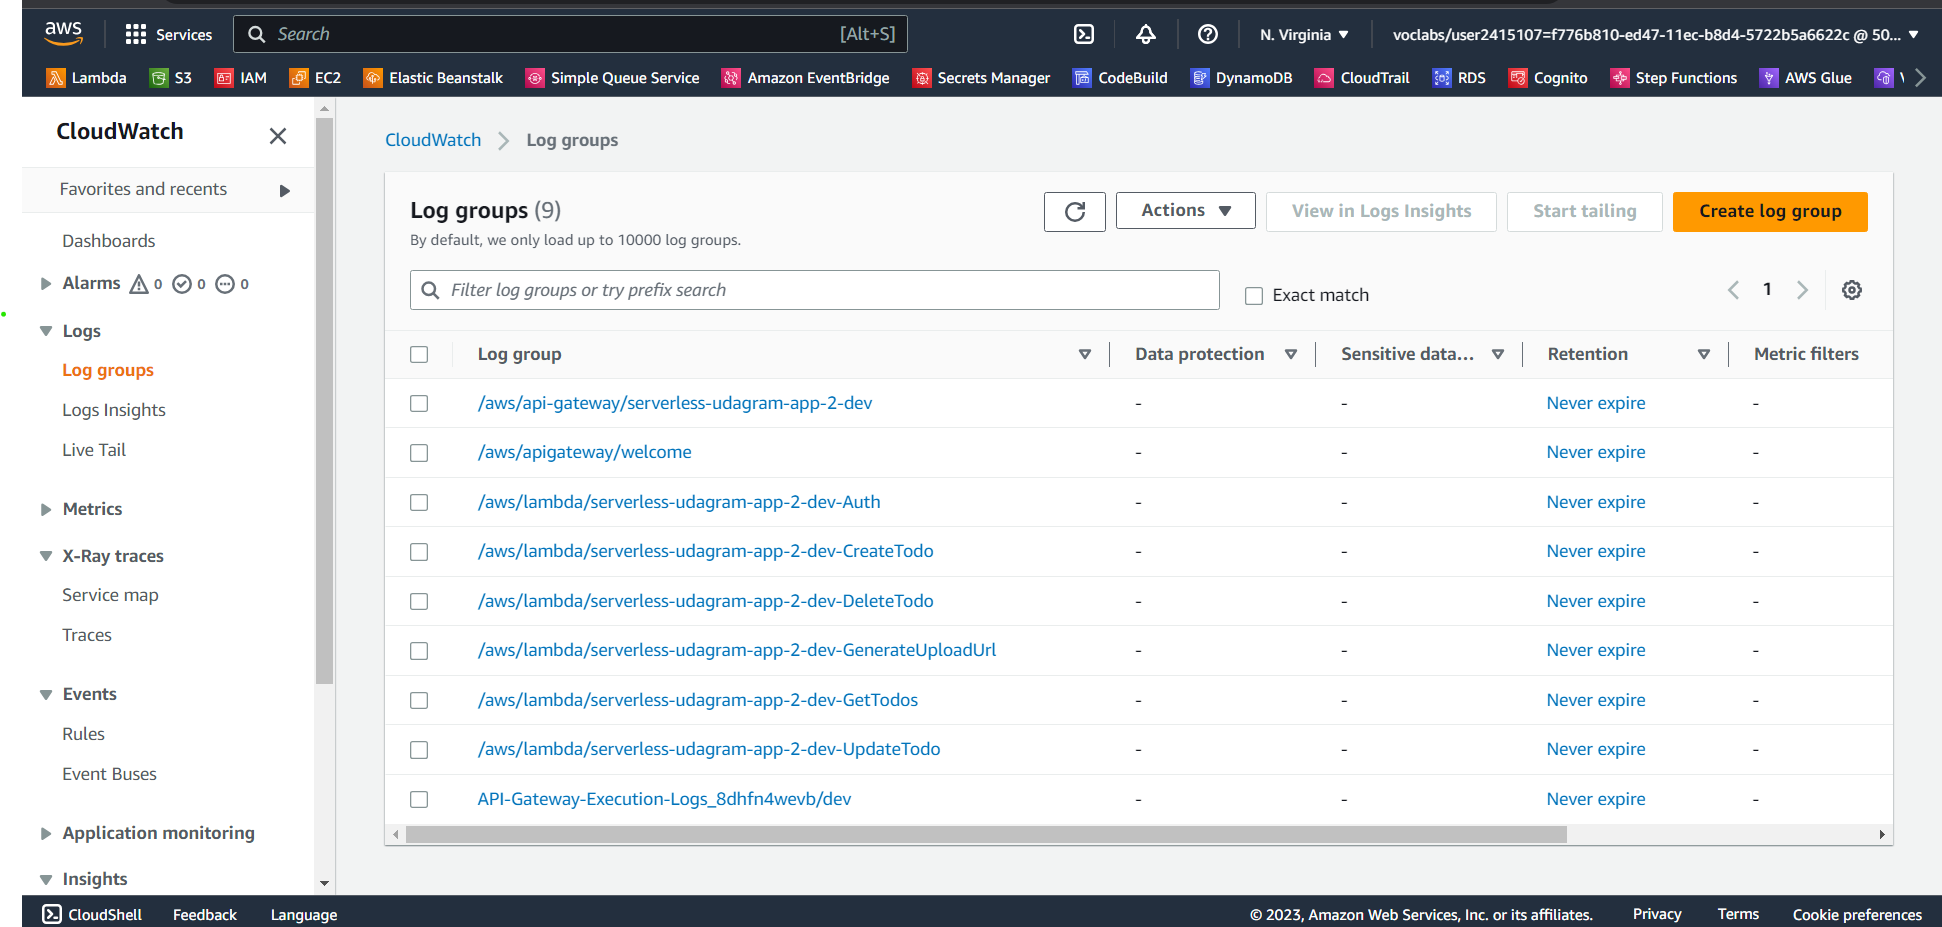 aws Services Search [Alt+S] N. Virginia voclabs/user2415107=f776b810-ed47-11ec-b8d4-5722b5a6622c @ 50...
Lambda S3 IAM EC2 Elastic Beanstalk Simple Queue Service Amazon EventBridge Secrets Manager CodeBuild DynamoDB CloudTrail RDS Cognito Step Functions AWS Glue
CloudWatch
Favorites and recents
Dashboards
Alarms 0 0 0
Logs
Log groups
Logs Insights
Live Tail
Metrics
X-Ray traces
Service map
Traces
Events
Rules
Event Buses
Application monitoring
Insights
CloudWatch Log groups
Log groups (9)
By default, we only load up to 10000 log groups.
Actions View in Logs Insights Start tailing Create log group
Filter log groups or try prefix search Exact match 1
Log group Data protection Sensitive data... Retention Metric filters
/aws/api-gateway/serverless-udagram-app-2-dev - - Never expire -
/aws/apigateway/welcome - - Never expire -
/aws/lambda/serverless-udagram-app-2-dev-Auth - - Never expire -
/aws/lambda/serverless-udagram-app-2-dev-CreateTodo - - Never expire -
/aws/lambda/serverless-udagram-app-2-dev-DeleteTodo - - Never expire -
/aws/lambda/serverless-udagram-app-2-dev-GenerateUploadUrl - - Never expire -
/aws/lambda/serverless-udagram-app-2-dev-GetTodos - - Never expire -
/aws/lambda/serverless-udagram-app-2-dev-UpdateTodo - - Never expire -
API-Gateway-Execution-Logs_8dhfn4wevb/dev - - Never expire -
CloudShell Feedback Language © 2023, Amazon Web Services, Inc. or its affiliates. Privacy Terms Cookie preferences